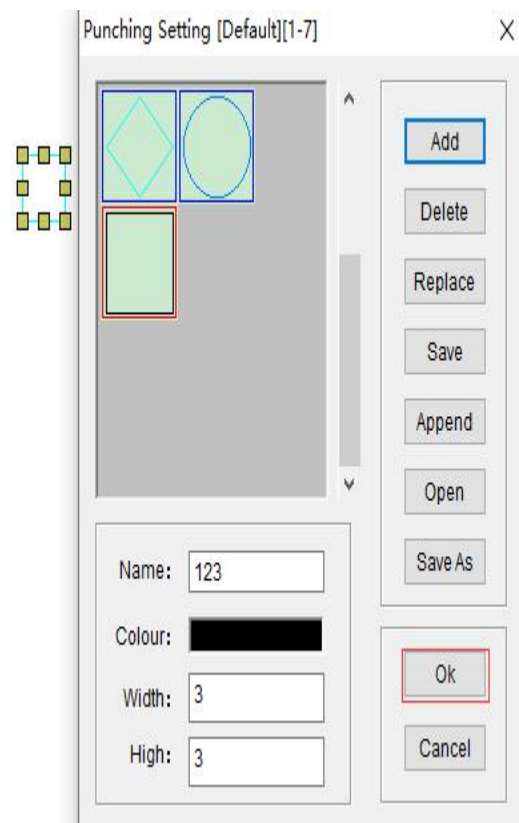 Punching Setting [Default][1-7]
X
Add
Delete
Replace
Save
Append
Open
Save As
Name: 123
Colour:
Width: 3
High: 3
Ok
Cancel